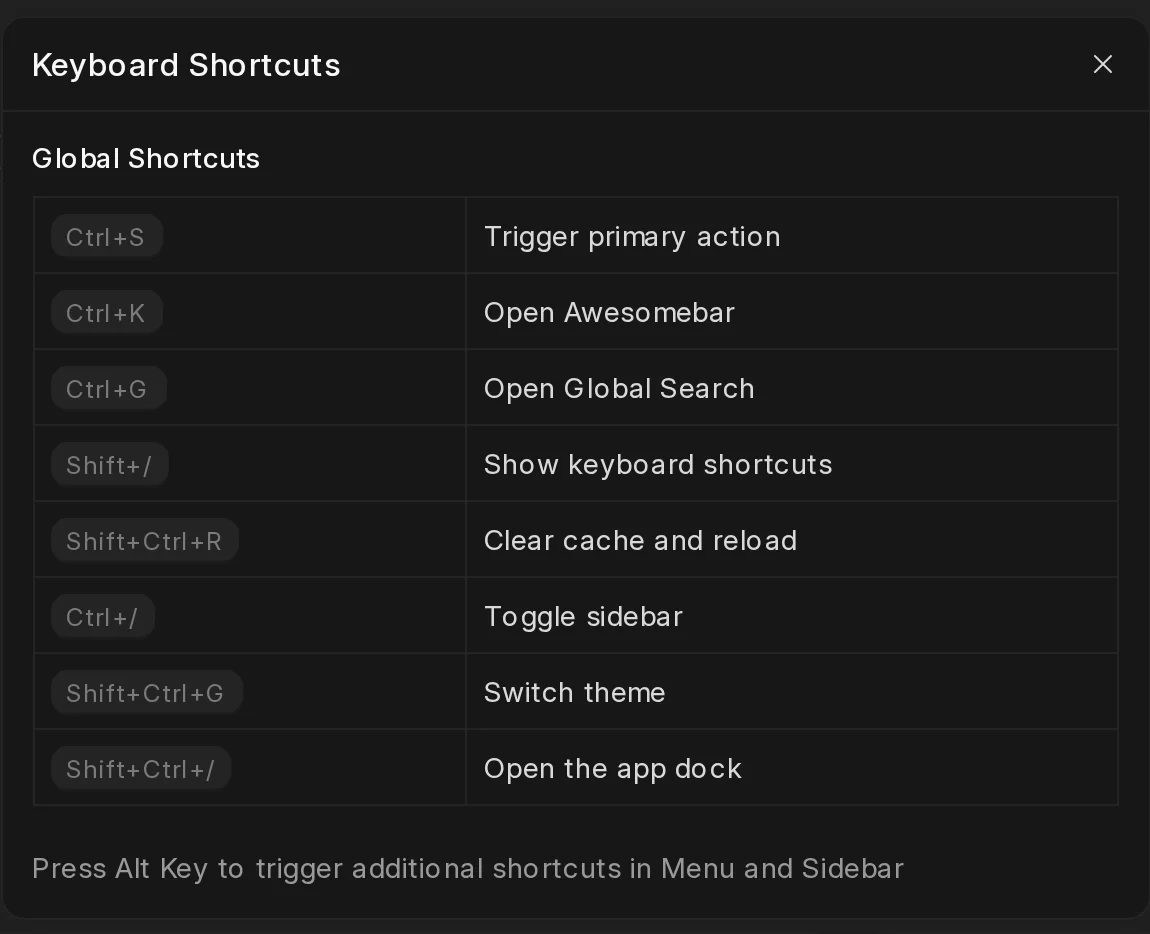 Keyboard Shortcuts
Global Shortcuts
Ctrl+S Trigger primary action
Ctrl+K Open Awesomebar
Ctrl+G Open Global Search
Shift+/ Show keyboard shortcuts
Shift+Ctrl+R Clear cache and reload
Ctrl+/ Toggle sidebar
Shift+Ctrl+G Switch theme
Shift+Ctrl+/ Open the app dock
Press Alt Key to trigger additional shortcuts in Menu and Sidebar